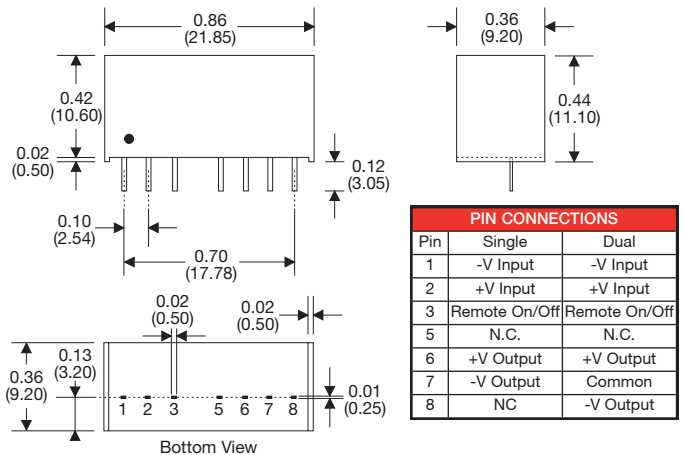 0.86
(21.85)
0.36
(9.20)
0.42
(10.60)
0.44
(11.10)
0.02
(0.50)
0.12
(3.05)
0.10
(2.54)
0.70
(17.78)
PIN CONNECTIONS
Pin Single Dual
1 -V Input -V Input
2 +V Input +V Input
3 Remote On/Off Remote On/Off
5 N.C. N.C.
6 +V Output +V Output
7 -V Output Common
8 NC -V Output
0.02
(0.50)
0.02
(0.50)
0.13
(3.20)
0.36
(9.20)
0.01
(0.25)
1 2 3 5 6 7 8
Bottom View